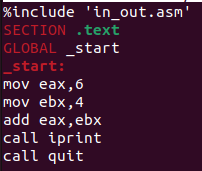 %include 'in_out.asm'
SECTION .text
GLOBAL _start
_start:
mov eax,6
mov ebx,4
add eax,ebx
call iprint
call quit